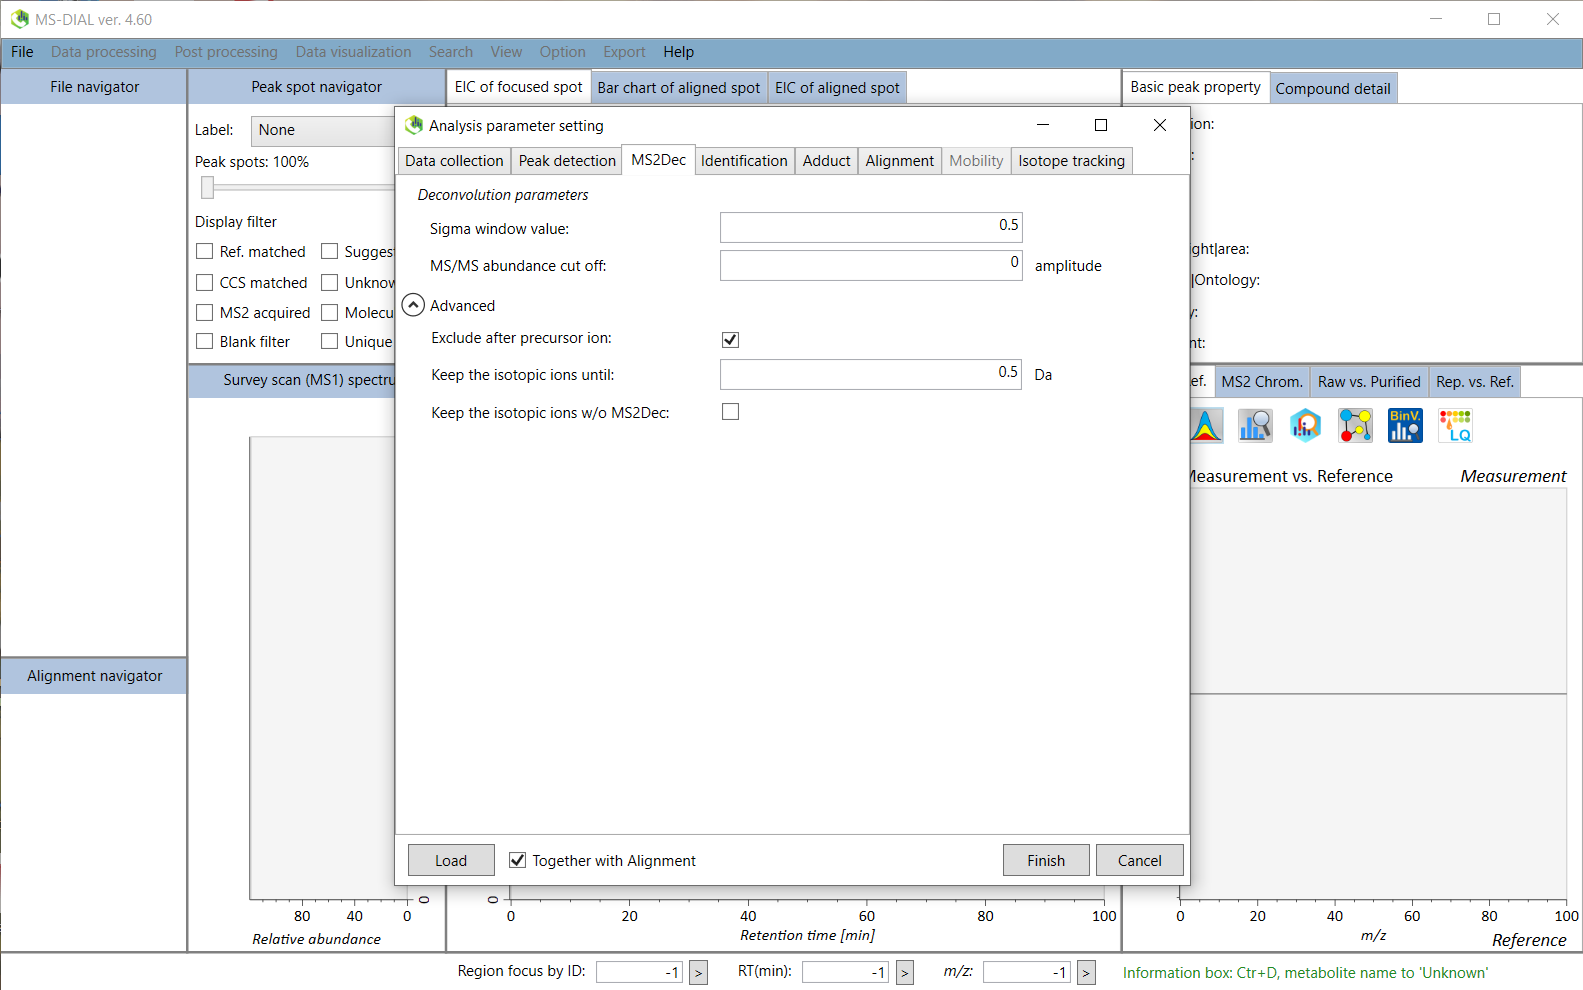 MS-DIAL ver. 4.60
File Data processing Post processing Data visualization Search View Option Export Help
File navigator
Peak spot navigator
EIC of focused spot Bar chart of aligned spot EIC of aligned spot
Basic peak property Compound detail
Label: None
Peak spots: 100%
Display filter
Ref. matched Sugges
CCS matched Unknow
MS2 acquired Molecu
Blank filter Unique
Survey scan (MS1) spectru
Analysis parameter setting
Data collection Peak detection MS2Dec Identification Adduct Alignment Mobility Isotope tracking
Deconvolution parameters
Sigma window value: 0.5
MS/MS abundance cut off: 0 amplitude
Advanced
Exclude after precursor ion:
Keep the isotopic ions until: 0.5 Da
Keep the isotopic ions w/o MS2Dec:
Load Together with Alignment Finish Cancel
ion:
:
ght|area:
|Ontology:
y:
nt:
ef. MS2 Chrom. Raw vs. Purified Rep. vs. Ref.
BinV.
LQ
Measurement vs. Reference Measurement
Alignment navigator
80 40 0 0
Relative abundance
0 0 20 40 60 80 100
Retention time [min]
0 20 40 60 80 100
m/z
Reference
Region focus by ID: -1 > RT(min): -1 > m/z: -1 >
Information box: Ctr+D, metabolite name to 'Unknown'